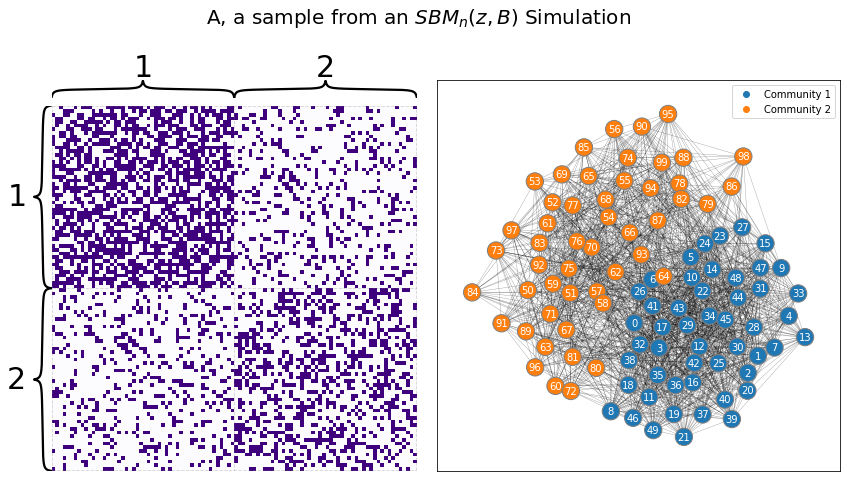 A, a sample from an $SBM_n(z, B)$ Simulation
1 2
1
2
Community 1
Community 2
95
56 90
85
74 99 88 98
53 69 65 55 94 78 86
52 77 68 82 79
54 87
97 61 66 27
73 83 76 70 93 24 23 15
92 75 62 5 14 47 9
84 50 59 51 57 26 6 64 10 22 48 31 33
58 41 43 44
91 89 71 67 0 17 29 34 45 28 4
63 32 3 12 30 7 13
96 81 80 38 42 25 1
60 72 18 35 36 16 2 20
11 40
8 46 19 37 39
49 21